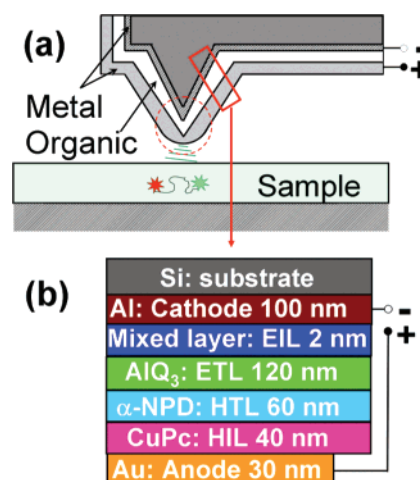 (a)
-
+
Metal
Organic
Sample
(b)
Si: substrate
Al: Cathode 100 nm
-
+
Mixed layer: EIL 2 nm
AlQ₃: ETL 120 nm
α-NPD: HTL 60 nm
CuPc: HIL 40 nm
Au: Anode 30 nm